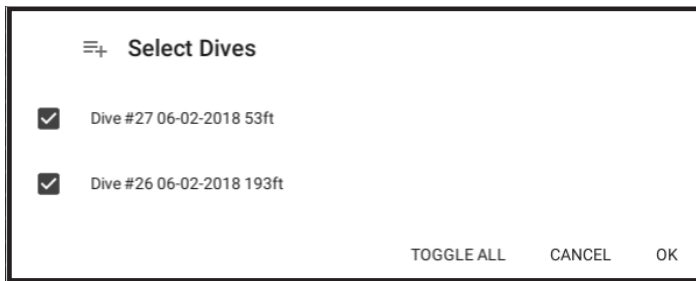 Select Dives
Dive #27 06-02-2018 53ft
Dive #26 06-02-2018 193ft
TOGGLE ALL CANCEL OK